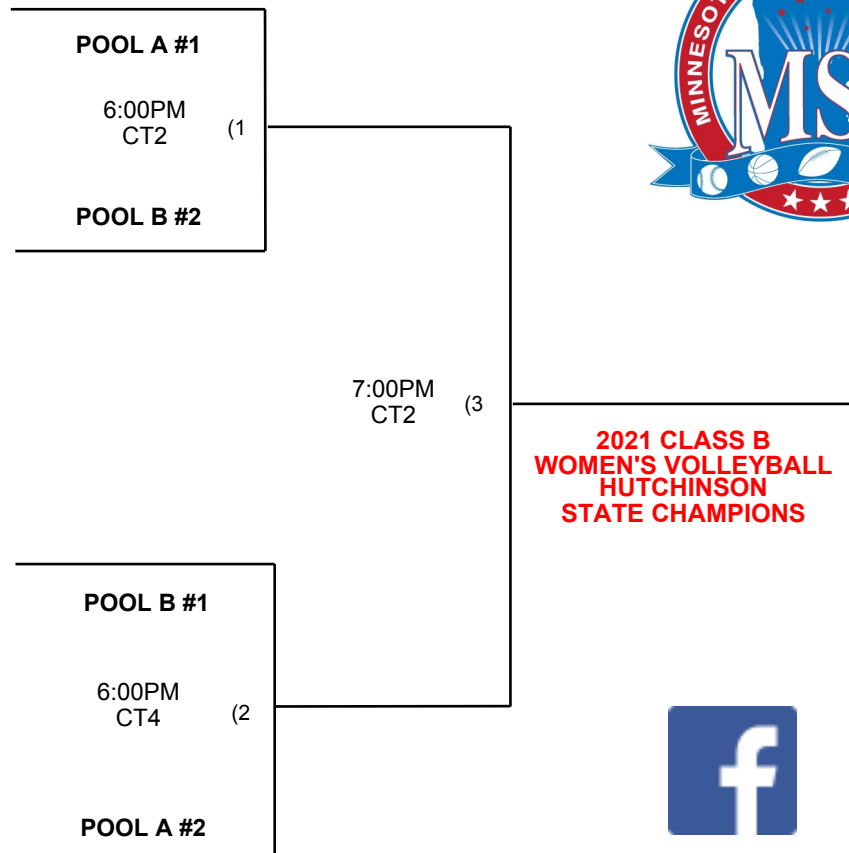 POOL A #1
6:00PM
CT2 (1
POOL B #2
7:00PM
CT2 (3
2021 CLASS B
WOMEN'S VOLLEYBALL
HUTCHINSON
STATE CHAMPIONS
POOL B #1
6:00PM
CT4 (2
POOL A #2